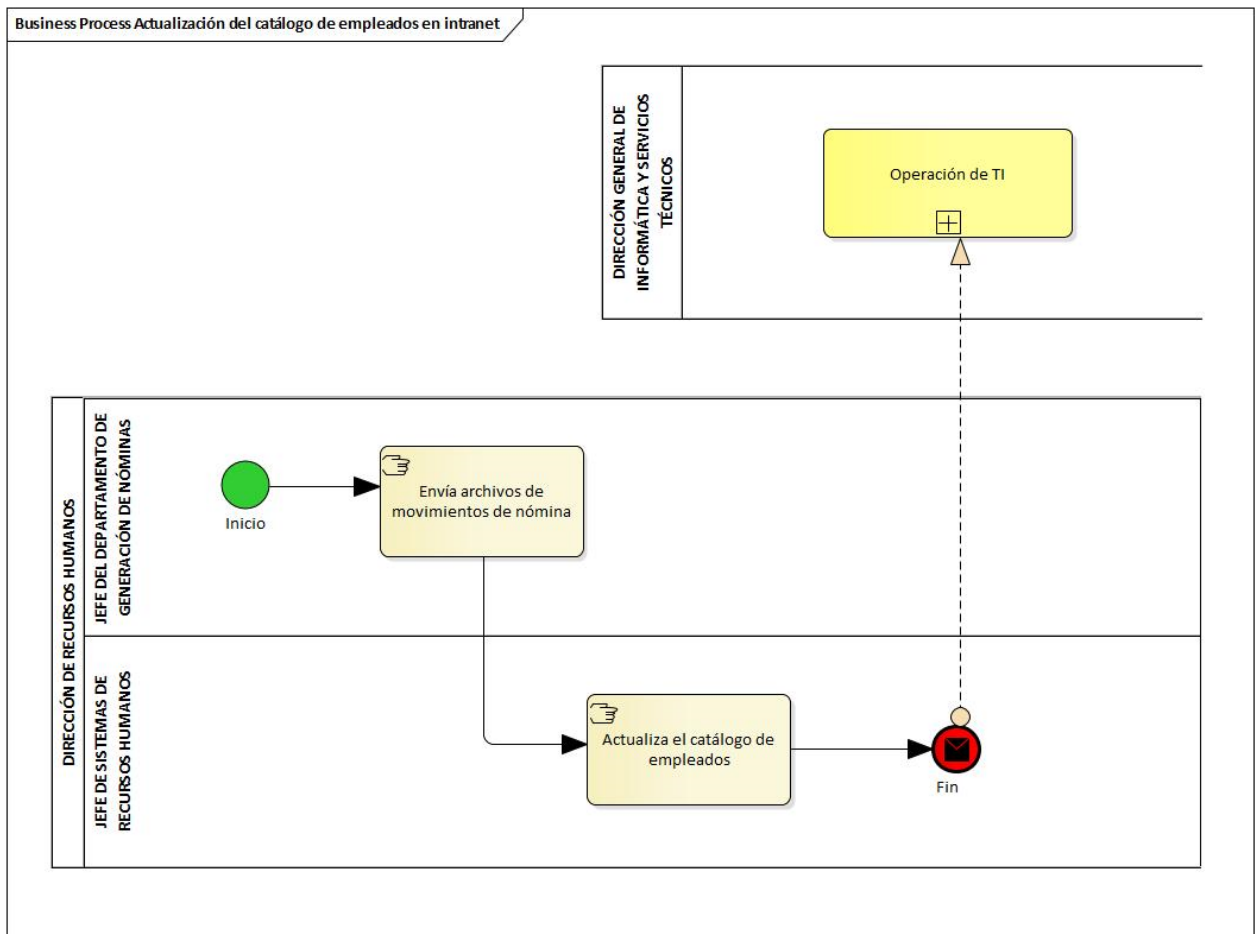 Business Process Actualización del catálogo de empleados en intranet
DIRECCIÓN GENERAL DE
INFORMÁTICA Y SERVICIOS
TÉCNICOS
Operación de TI
DIRECCIÓN DE RECURSOS HUMANOS
JEFE DEL DEPARTAMENTO DE
GENERACIÓN DE NÓMINAS
Inicio
Envía archivos de
movimientos de nómina
JEFE DE SISTEMAS DE
RECURSOS HUMANOS
Actualiza el catálogo de
empleados
Fin